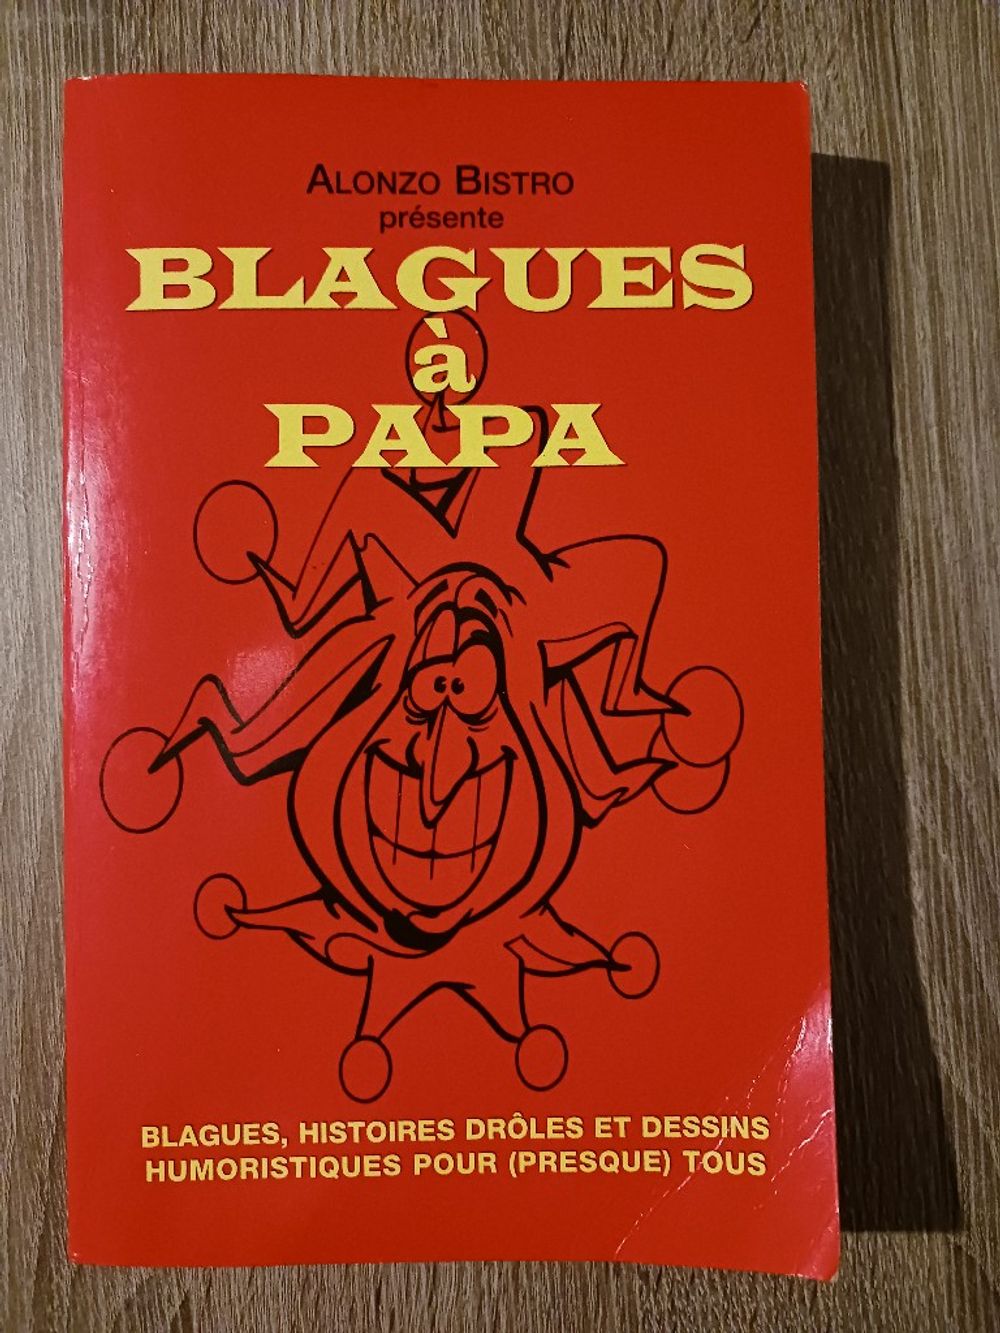 ALONZO BISTRO
présente
BLAGUES
à
PAPA
BLAGUES, HISTOIRES DRÔLES ET DESSINS
HUMORISTIQUES POUR (PRESQUE) TOUS